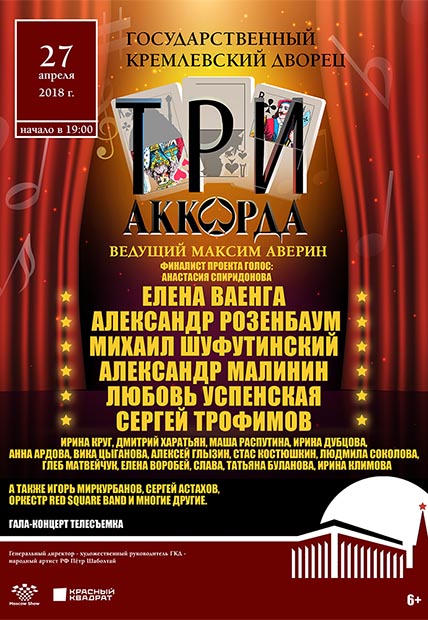 27
апреля
2018 г.
начало в 19:00
ГОСУДАРСТВЕННЫЙ
КРЕМЛЕВСКИЙ ДВОРЕЦ
ТРИ
АККОРДА
ВЕДУЩИЙ МАКСИМ АВЕРИН
ФИНАЛИСТ ПРОЕКТА ГОЛОС:
АНАСТАСИЯ СПИРИДОНОВА
ЕЛЕНА ВАЕНГА
АЛЕКСАНДР РОЗЕНБАУМ
МИХАИЛ ШУФУТИНСКИЙ
АЛЕКСАНДР МАЛИНИН
ЛЮБОВЬ УСПЕНСКАЯ
СЕРГЕЙ ТРОФИМОВ
ИРИНА КРУГ, ДМИТРИЙ ХАРАТЬЯН, МАША РАСПУТИНА, ИРИНА ДУБЦОВА,
АННА АРДОВА, ВИКА ЦЫГАНОВА, АЛЕКСЕЙ ГЛЫЗИН, СТАС КОСТЮШКИН, ЛЮДМИЛА СОКОЛОВА,
ГЛЕБ МАТВЕЙЧУК, ЕЛЕНА ВОРОБЕЙ, СЛАВА, ТАТЬЯНА БУЛАНОВА, ИРИНА КЛИМОВА
А ТАКЖЕ ИГОРЬ МИРКУРБАНОВ, СЕРГЕЙ АСТАХОВ,
ОРКЕСТР RED SQUARE BAND И МНОГИЕ ДРУГИЕ.
ГАЛА-КОНЦЕРТ ТЕЛЕСЪЕМКА
Генеральный директор - художественный руководитель ГКД -
народный артист РФ Пётр Шаболтай
Moscow Show
КРАСНЫЙ
КВАДРАТ
6+